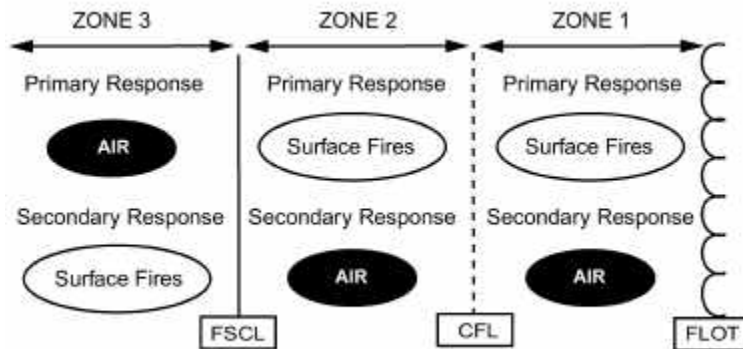 ZONE 3 ZONE 2 ZONE 1
Primary Response Primary Response Primary Response
AIR Surface Fires Surface Fires
Secondary Response Secondary Response Secondary Response
Surface Fires AIR AIR
FSCL CFL FLOT